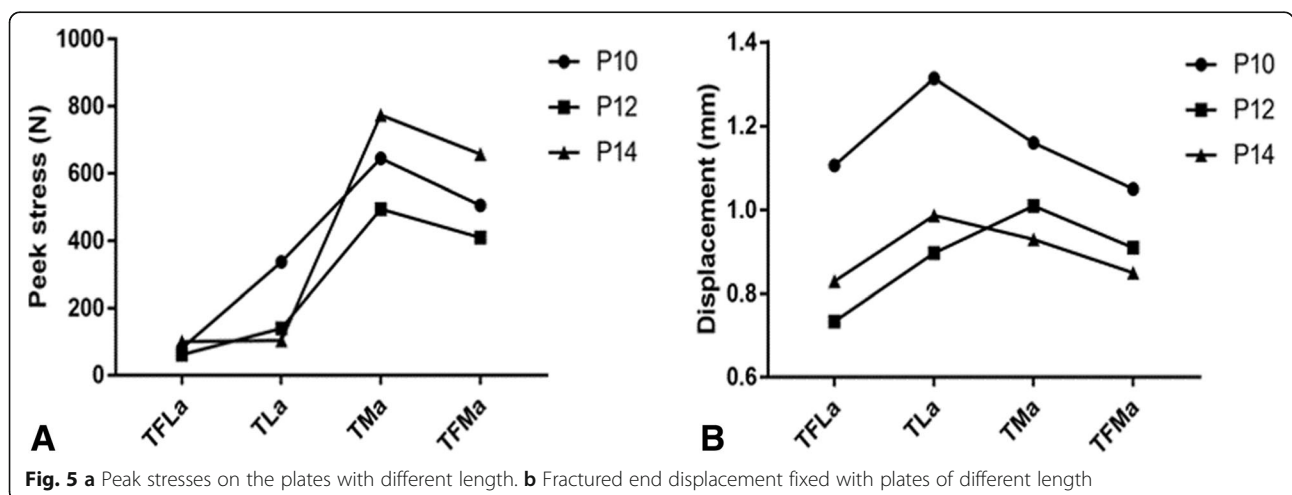 1000
800
600
400
200
0
Peek stress (N)
P10
P12
P14
TFLa
TLa
TMa
TFMa
A
1.4
1.2
1.0
0.8
0.6
Displacement (mm)
P10
P12
P14
TFLa
TLa
TMa
TFMa
B
Fig. 5 a Peak stresses on the plates with different length. b Fractured end displacement fixed with plates of different length